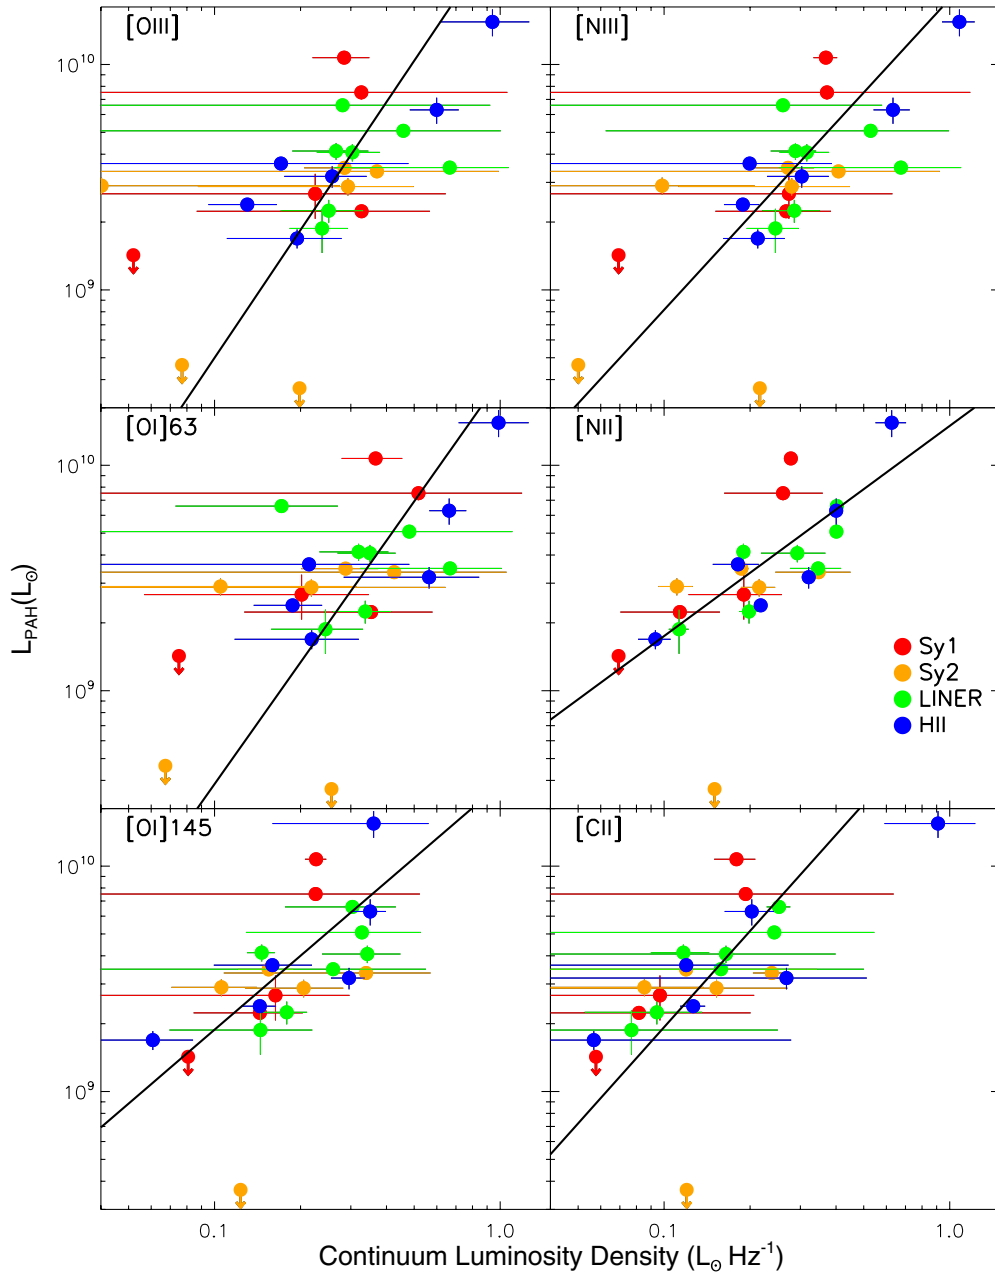 [OIII] [NIII]
10^10
10^9
[OI]63 [NII]
10^10
10^9
L_PAH(L_⊙)
Sy1
Sy2
LINER
HII
[OI]145 [CII]
10^10
10^9
0.1 1.0 0.1 1.0
Continuum Luminosity Density (L_⊙ Hz^-1)